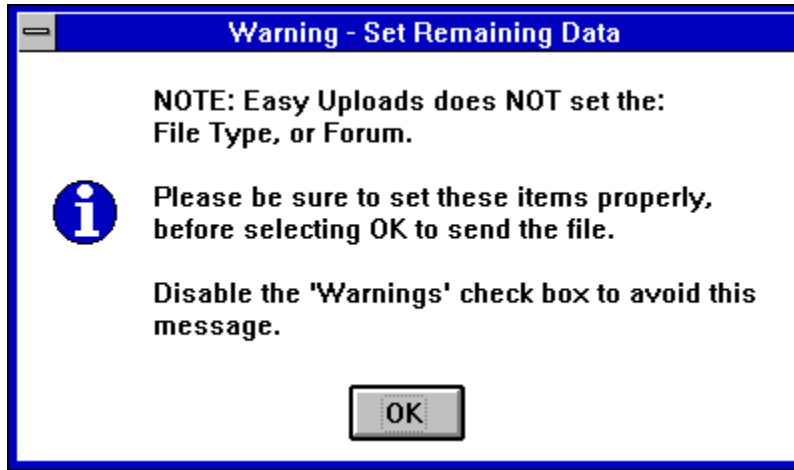 Warning - Set Remaining Data
NOTE: Easy Uploads does NOT set the:
File Type, or Forum.
Please be sure to set these items properly,
before selecting OK to send the file.
Disable the 'Warnings' check box to avoid this
message.
OK